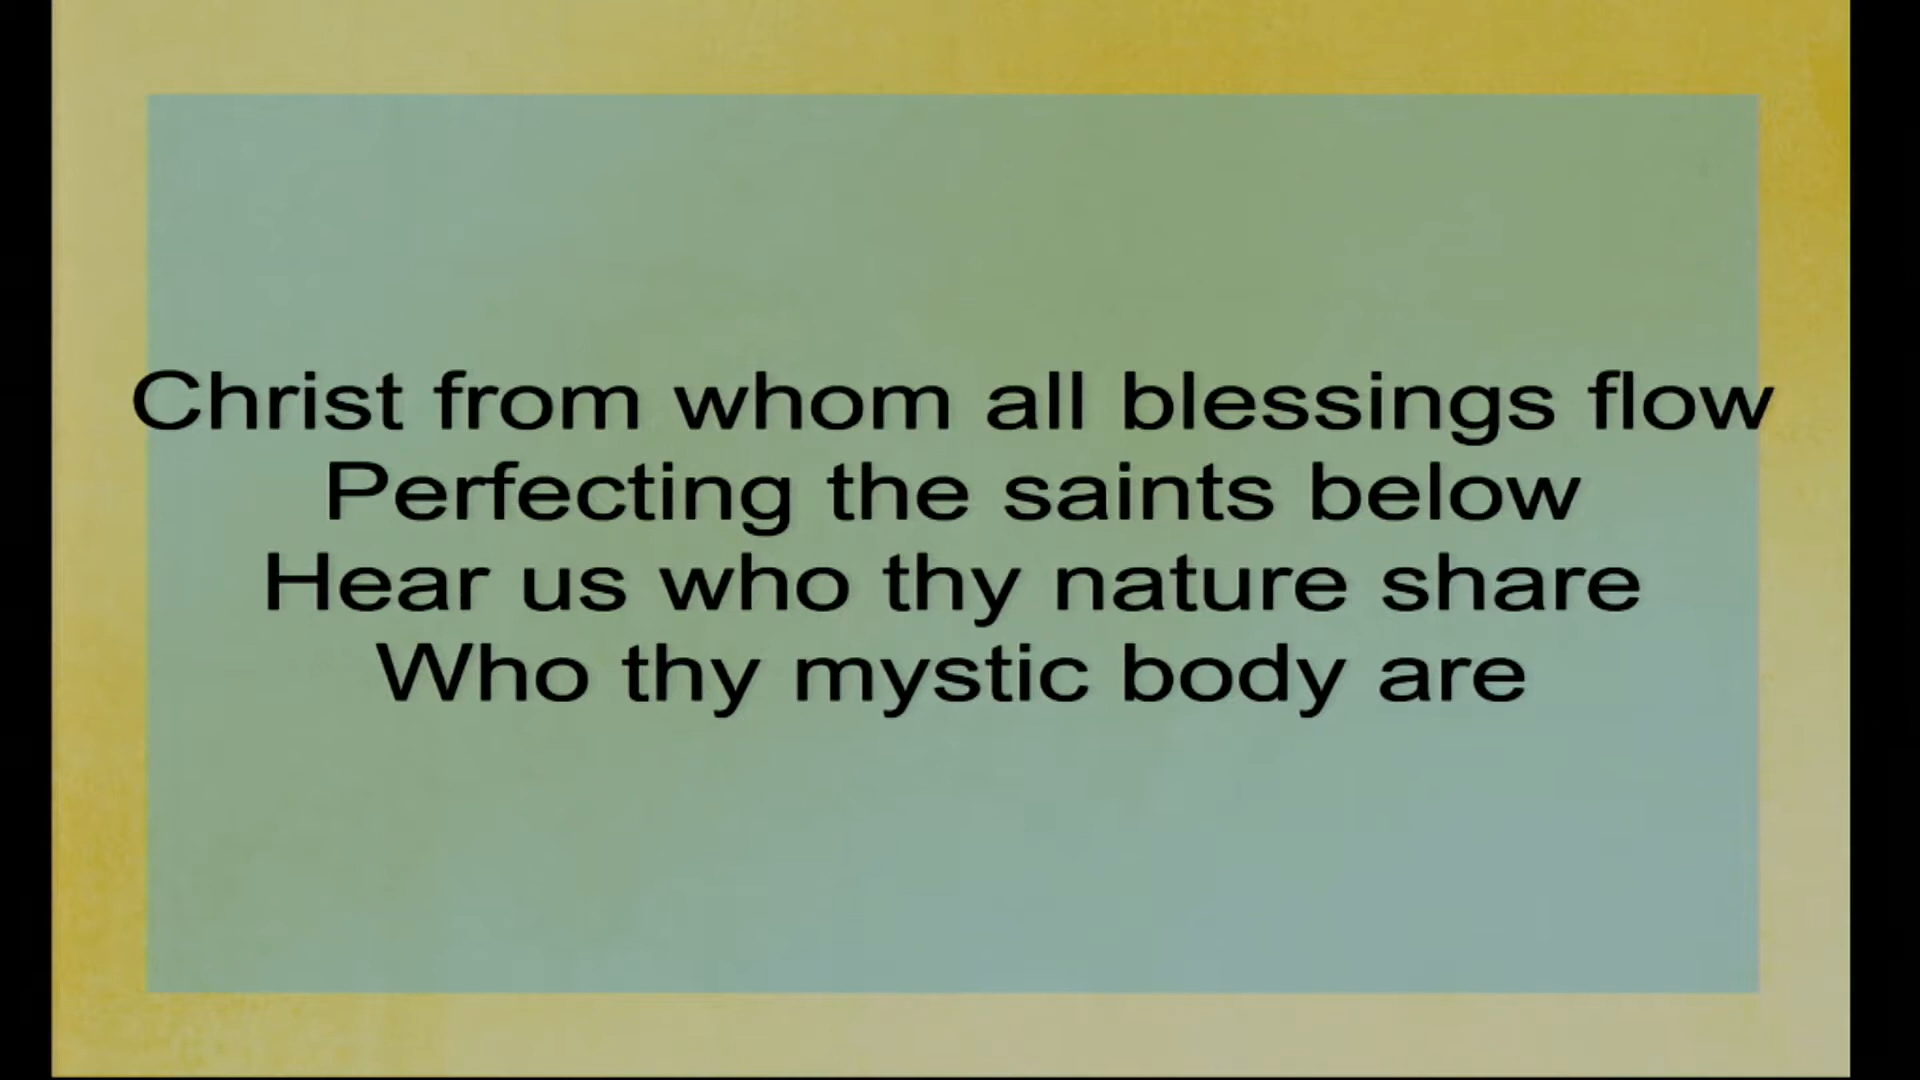 Christ from whom all blessings flow
Perfecting the saints below
Hear us who thy nature share
Who thy mystic body are